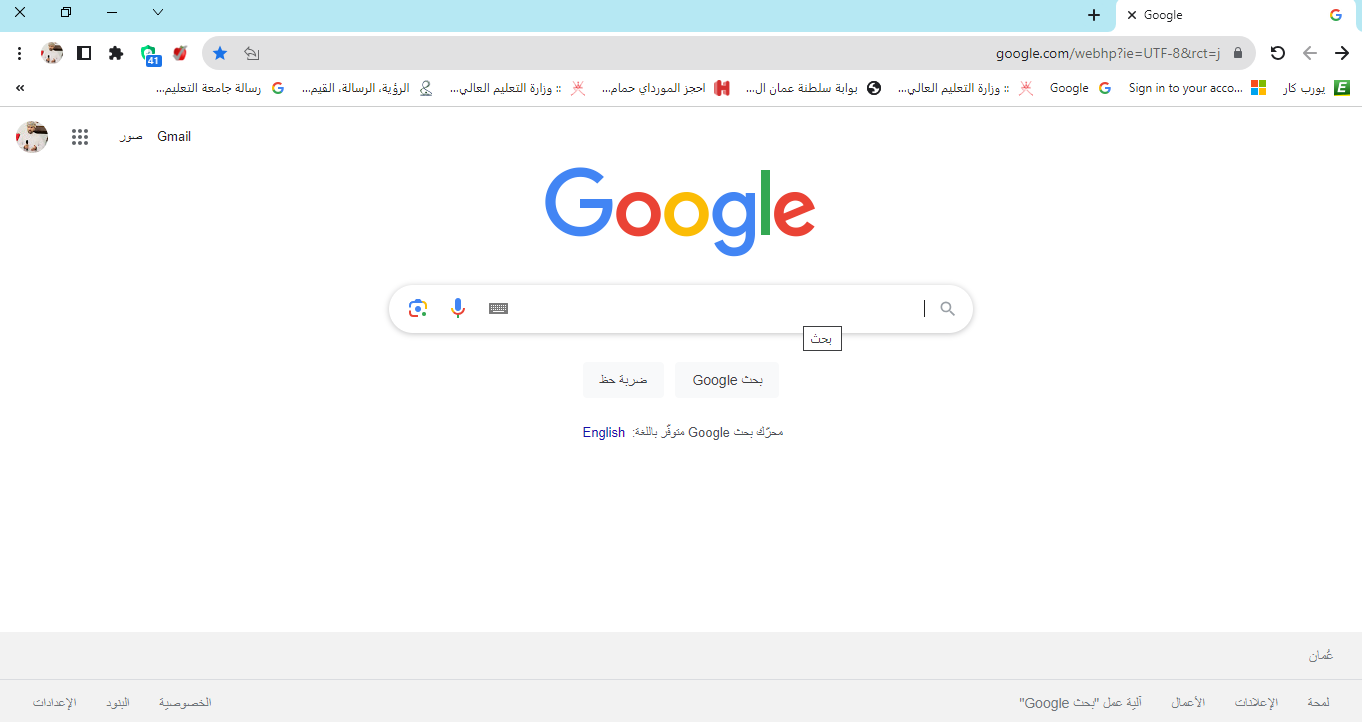 Google
google.com/webhp?ie=UTF-8&rct=j
41
يورب كار
Sign in to your acco...
Google
:: وزارة التعليم العالي...
بوابة سلطنة عمان ال...
احجز المورداي حمام...
:: وزارة التعليم العالي...
الرؤية، الرسالة، القيم...
رسالة جامعة التعليم...
»
صور Gmail
Google
بحث
بحث Google
ضربة حظ
محرّك بحث Google متوفّر باللغة: English
عُمان
لمحة
الإعلانات
الأعمال
آلية عمل "بحث Google"
الخصوصية
البنود
الإعدادات